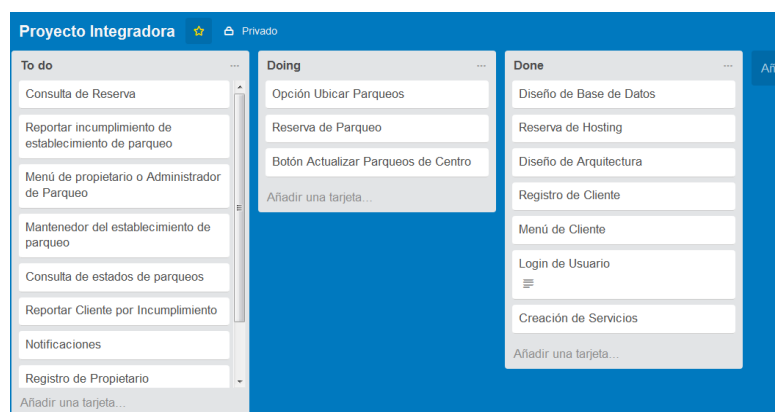 Proyecto Integradora
Privado
To do
Consulta de Reserva
Reportar incumplimiento de
establecimiento de parqueo
Menú de propietario o Administrador
de Parqueo
Mantenedor del establecimiento de
parqueo
Consulta de estados de parqueos
Reportar Cliente por Incumplimiento
Notificaciones
Registro de Propietario
Añadir una tarjeta...
Doing
Opción Ubicar Parqueos
Reserva de Parqueo
Botón Actualizar Parqueos de Centro
Añadir una tarjeta...
Done
Diseño de Base de Datos
Reserva de Hosting
Diseño de Arquitectura
Registro de Cliente
Menú de Cliente
Login de Usuario
Creación de Servicios
Añadir una tarjeta...